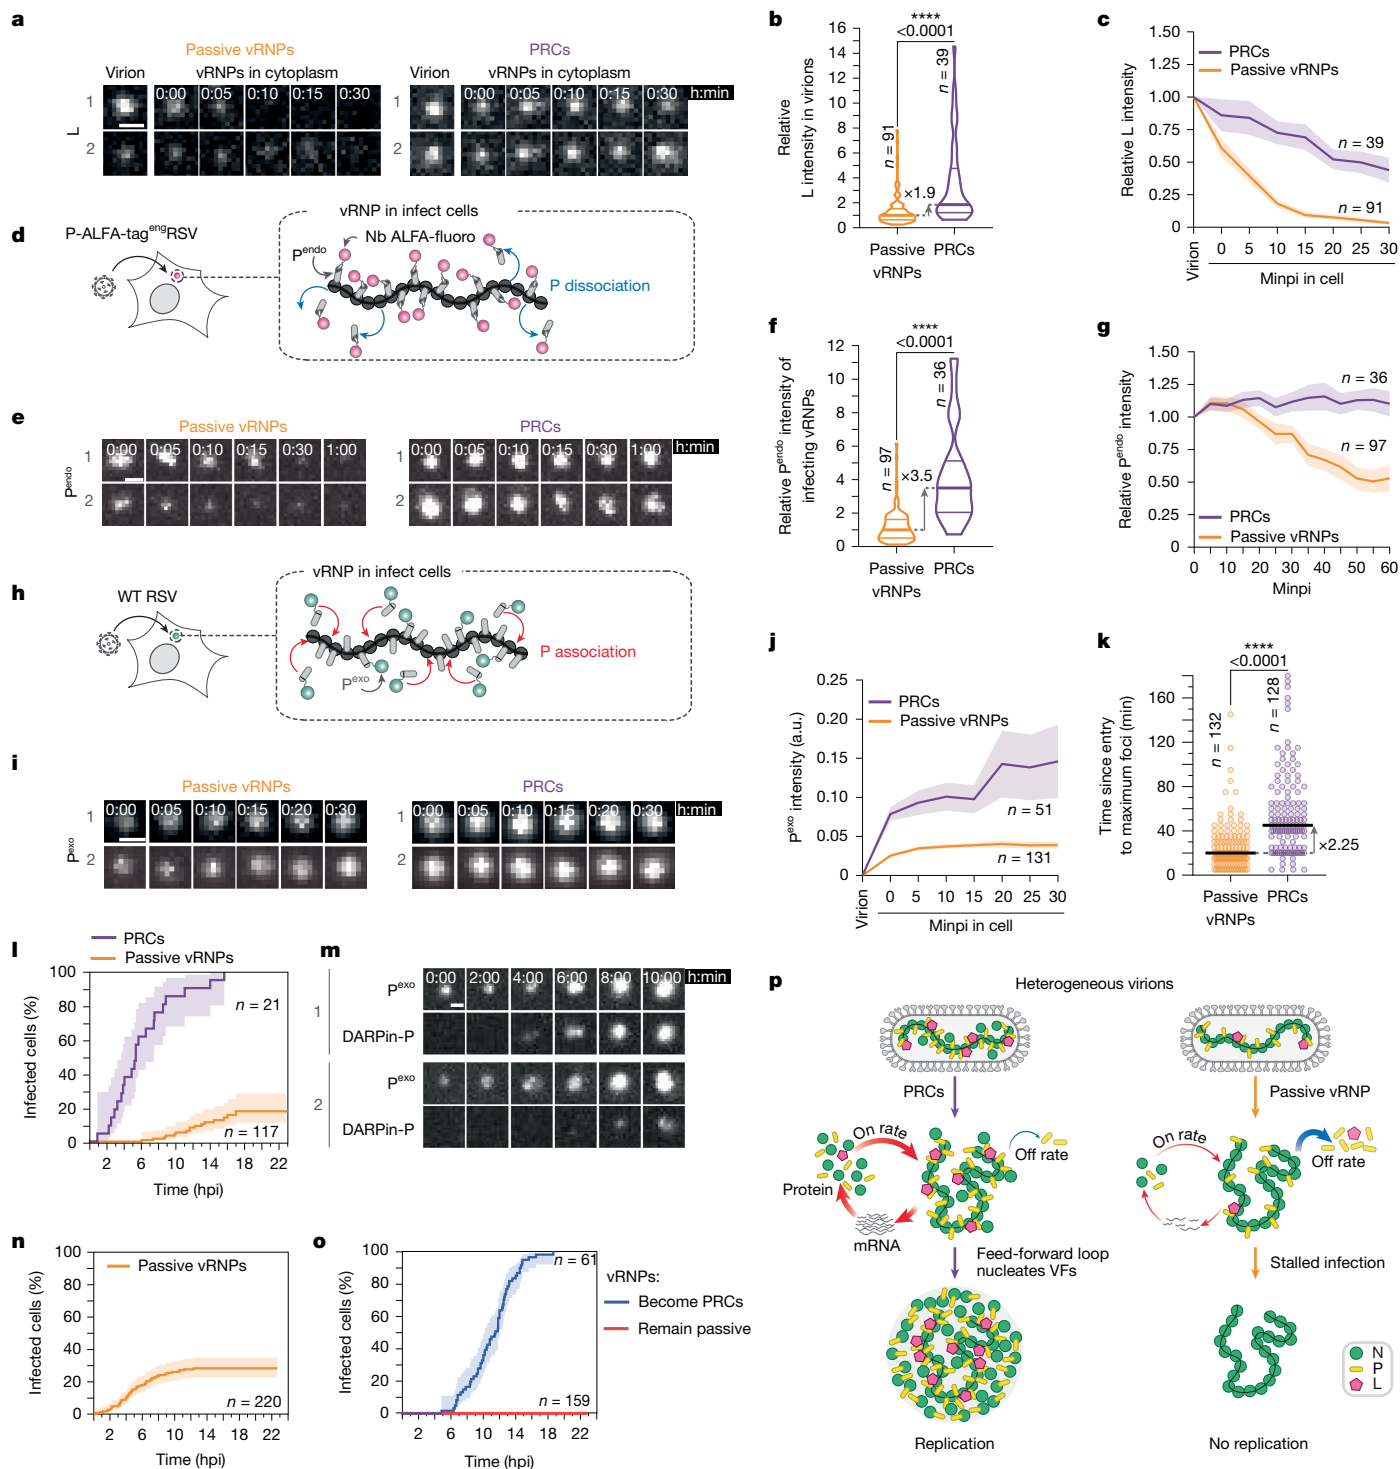 a
Passive vRNPs
PRCs
Virion
vRNPs in cytoplasm
Virion
vRNPs in cytoplasm
0:00 0:05 0:10 0:15 0:30
0:00 0:05 0:10 0:15 0:30 h:min
L
1
2
1
2
b
****
<0.0001
Relative
L intensity in virions
16
14
12
10
8
6
4
2
0
n = 91
n = 39
×1.9
Passive
vRNPs
PRCs
c
Relative L intensity
1.50
1.25
1.00
0.75
0.50
0.25
0
PRCs
Passive vRNPs
n = 39
n = 91
Virion
0 5 10 15 20 25 30
Minpi in cell
d
P-ALFA-tagengRSV
vRNP in infect cells
Nb ALFA-fluoro
Pendo
P dissociation
e
Passive vRNPs
PRCs
0:00 0:05 0:10 0:15 0:30 1:00
0:00 0:05 0:10 0:15 0:30 1:00 h:min
Pendo
1
2
1
2
f
****
<0.0001
Relative Pendo intensity of
infecting vRNPs
12
10
8
6
4
2
0
n = 97
n = 36
×3.5
Passive
vRNPs
PRCs
g
Relative Pendo intensity
1.50
1.25
1.00
0.75
0.50
0.25
0
n = 36
n = 97
PRCs
Passive vRNPs
0 10 20 30 40 50 60
Minpi
h
WT RSV
vRNP in infect cells
P association
Pexo
i
Passive vRNPs
PRCs
0:00 0:05 0:10 0:15 0:20 0:30
0:00 0:05 0:10 0:15 0:20 0:30 h:min
Pexo
1
2
1
2
j
Pexo intensity (a.u.)
0.25
0.20
0.15
0.10
0.05
0
PRCs
Passive vRNPs
n = 51
n = 131
Virion
0 5 10 15 20 25 30
Minpi in cell
k
****
<0.0001
Time since entry
to maximum foci (min)
160
120
80
40
0
n = 132
n = 128
×2.25
Passive
vRNPs
PRCs
l
PRCs
Passive vRNPs
Infected cells (%)
100
80
60
40
20
0
n = 21
n = 117
2 6 10 14 18 22
Time (hpi)
m
0:00 2:00 4:00 6:00 8:00 10:00 h:min
1
Pexo
DARPin-P
2
Pexo
DARPin-P
n
Passive vRNPs
Infected cells (%)
100
80
60
40
20
0
n = 220
2 6 10 14 18 22
Time (hpi)
o
Infected cells (%)
100
80
60
40
20
0
n = 61
n = 159
vRNPs:
Become PRCs
Remain passive
2 6 10 14 18 22
Time (hpi)
p
Heterogeneous virions
PRCs
Passive vRNP
On rate
Off rate
Protein
mRNA
On rate
Off rate
Feed-forward loop
nucleates VFs
Stalled infection
N
P
L
Replication
No replication